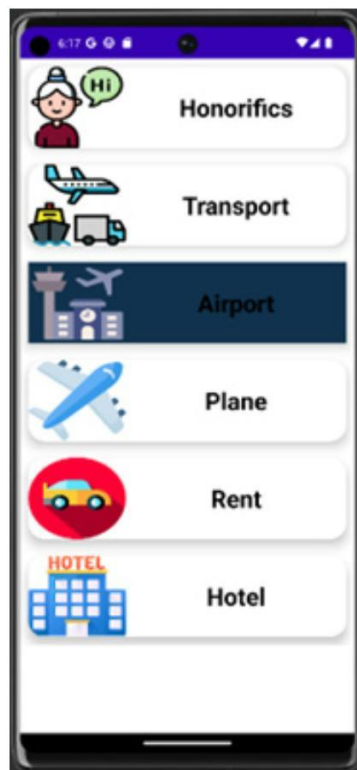 6:17 G
Hi
Honorifics
Transport
Airport
Plane
Rent
HOTEL
Hotel